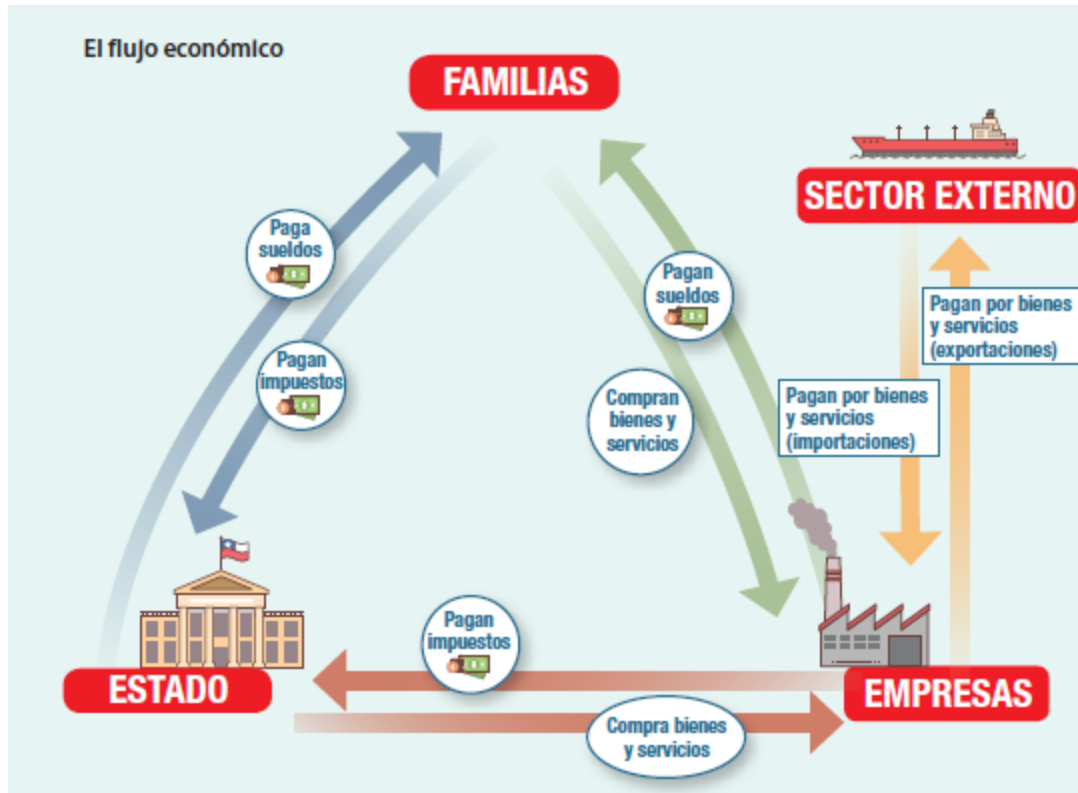 El flujo económico
FAMILIAS
SECTOR EXTERNO
Paga
sueldos
Pagan
sueldos
Pagan por bienes
y servicios
(exportaciones)
Pagan
impuestos
Compran
bienes y
servicios
Pagan por bienes
y servicios
(importaciones)
Pagan
impuestos
ESTADO
EMPRESAS
Compra bienes
y servicios